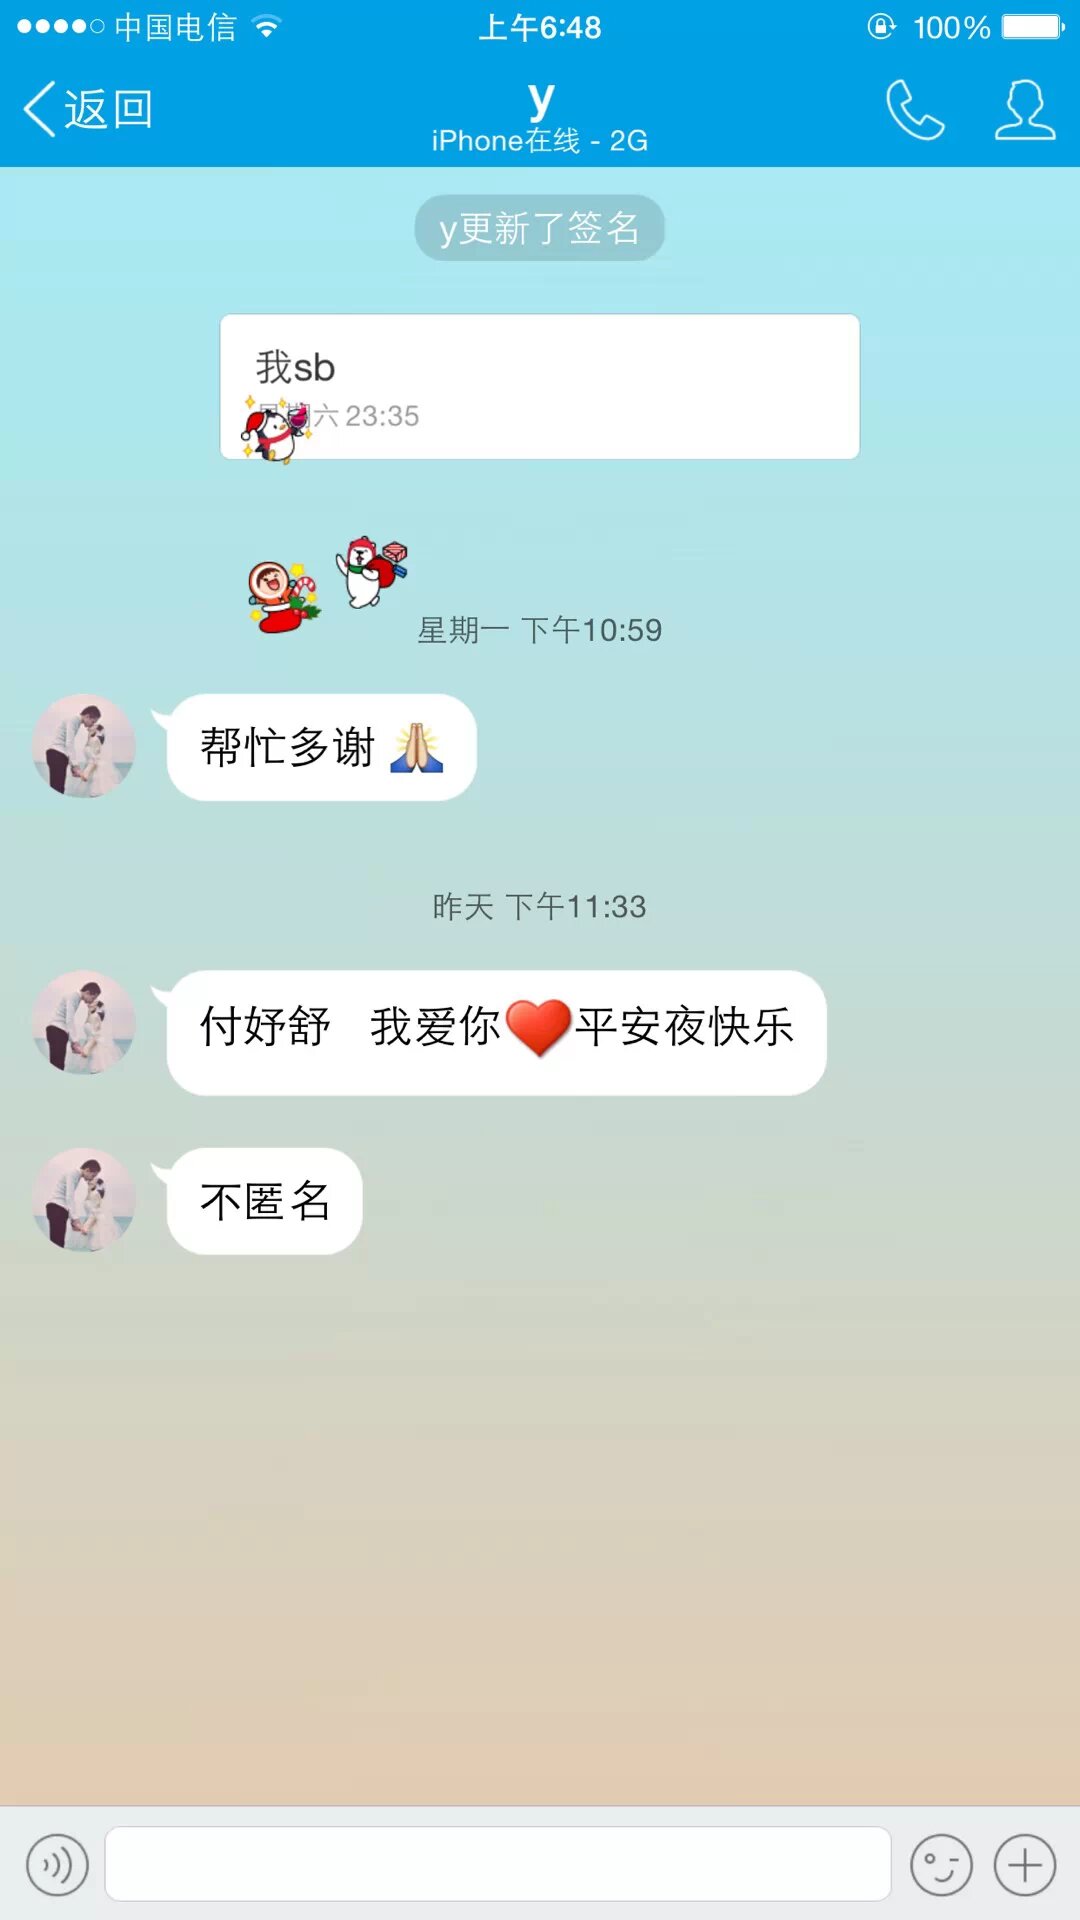 中国电信 上午6:48 100%
返回 y
iPhone在线 - 2G
y更新了签名
我sb
星期六 23:35
星期一 下午10:59
帮忙多谢🙏
昨天 下午11:33
付妤舒 我爱你❤️平安夜快乐
不匿名